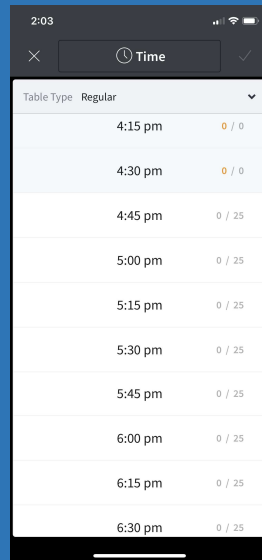 2:03
Time
Table Type Regular
4:15 pm 0 / 0
4:30 pm 0 / 0
4:45 pm 0 / 25
5:00 pm 0 / 25
5:15 pm 0 / 25
5:30 pm 0 / 25
5:45 pm 0 / 25
6:00 pm 0 / 25
6:15 pm 0 / 25
6:30 pm 0 / 25